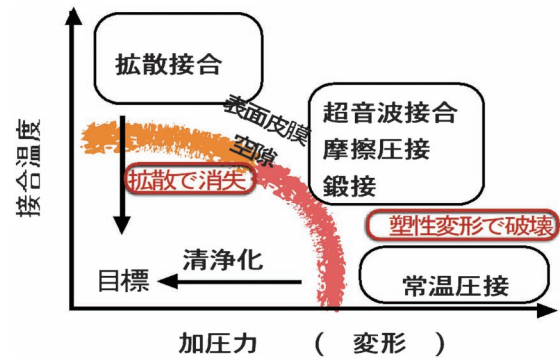 拡散接合
表面皮膜
空隙
超音波接合
摩擦圧接
鍛接
接合温度
拡散で消失
塑性変形で破壊
目標
清浄化
常温圧接
加圧力 ( 変形 )